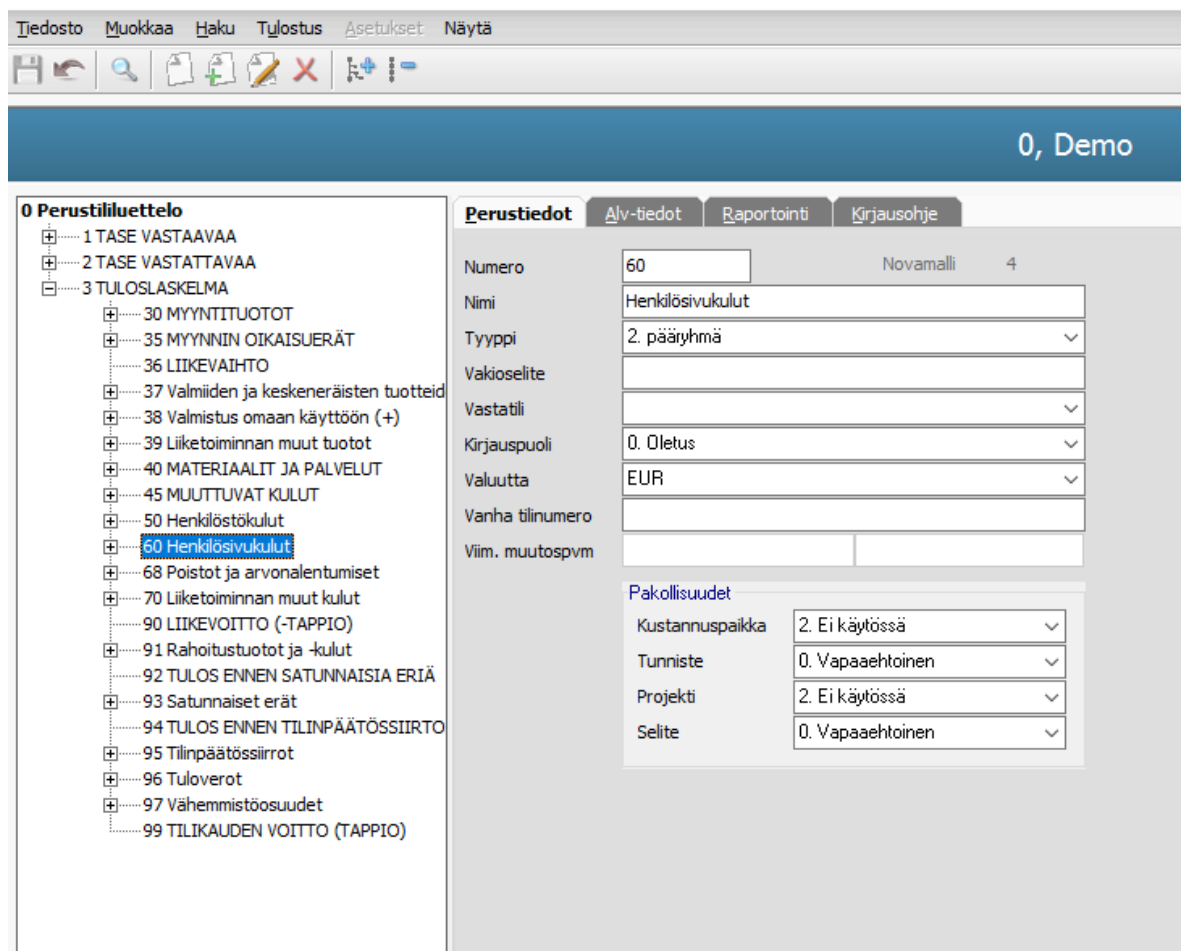 Tiedosto Muokkaa Haku Tulostus Asetukset Näytä
0, Demo
0 Perustililuettelo
1 TASE VASTAAVAA
2 TASE VASTATTAVAA
3 TULOSLASKELMA
30 MYYNTITUOTOT
35 MYYNNIN OIKAISUERÄT
36 LIIKEVAIHTO
37 Valmiiden ja keskeneräisten tuotteid
38 Valmistus omaan käyttöön (+)
39 Liiketoiminnan muut tuotot
40 MATERIAALIT JA PALVELUT
45 MUUTTUVAT KULUT
50 Henkilöstökulut
60 Henkilösivukulut
68 Poistot ja arvonalentumiset
70 Liiketoiminnan muut kulut
90 LIIKEVOITTO (-TAPPIO)
91 Rahoitustuotot ja -kulut
92 TULOS ENNEN SATUNNAISIA ERIÄ
93 Satunnaiset erät
94 TULOS ENNEN TILINPÄÄTÖSSIIRTO
95 Tilinpäätössiirrot
96 Tuloverot
97 Vähemmistöosuudet
99 TILIKAUDEN VOITTO (TAPPIO)
Perustiedot Alv-tiedot Raportointi Kirjausohje
Numero 60 Novamalli 4
Nimi Henkilösivukulut
Tyyppi 2. pääryhmä
Vakioselite
Vastatili
Kirjauspuoli 0. Oletus
Valuutta EUR
Vanha tilinumero
Viim. muutospvm
Pakollisuudet
Kustannuspaikka 2. Ei käytössä
Tunniste 0. Vapaaehtoinen
Projekti 2. Ei käytössä
Selite 0. Vapaaehtoinen